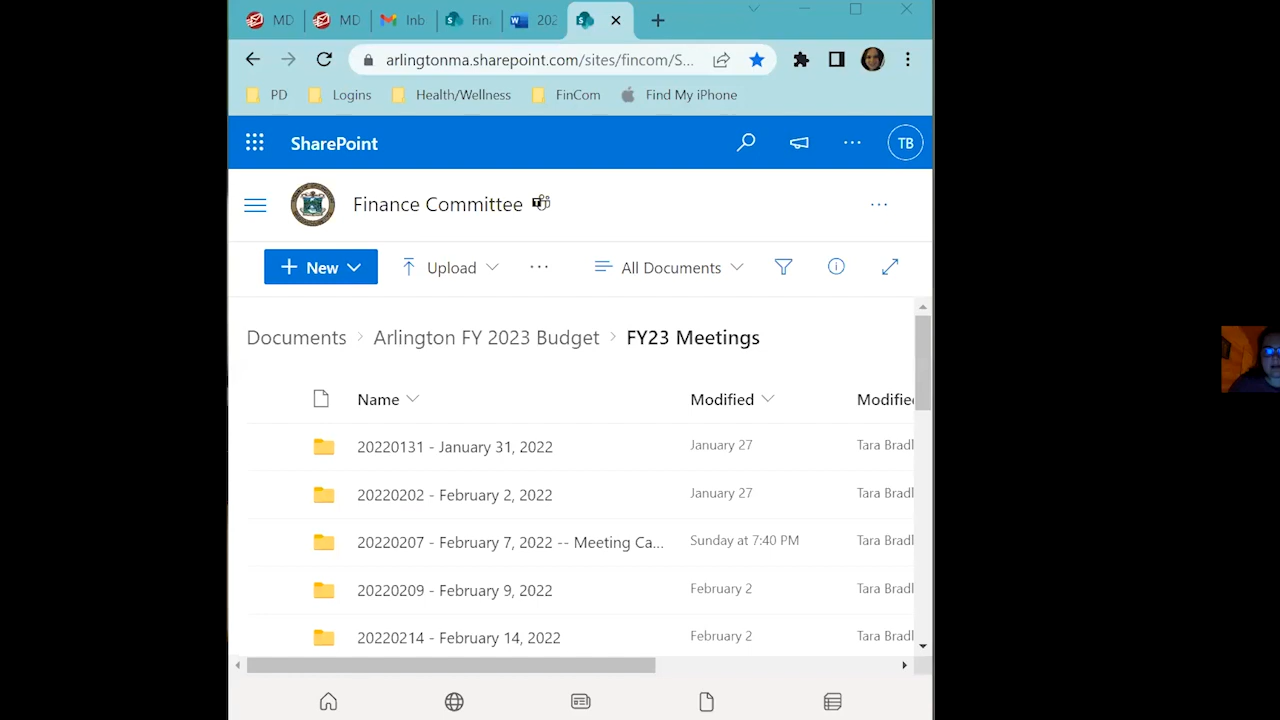 MD
MD
Inb
Fin
202
arlingtonma.sharepoint.com/sites/fincom/S...
PD
Logins
Health/Wellness
FinCom
Find My iPhone
SharePoint
TB
Finance Committee
New
Upload
All Documents
Documents > Arlington FY 2023 Budget > FY23 Meetings
Name Modified Modified
20220131 - January 31, 2022 January 27 Tara Bradl
20220202 - February 2, 2022 January 27 Tara Bradl
20220207 - February 7, 2022 -- Meeting Ca... Sunday at 7:40 PM Tara Bradl
20220209 - February 9, 2022 February 2 Tara Bradl
20220214 - February 14, 2022 February 2 Tara Bradl